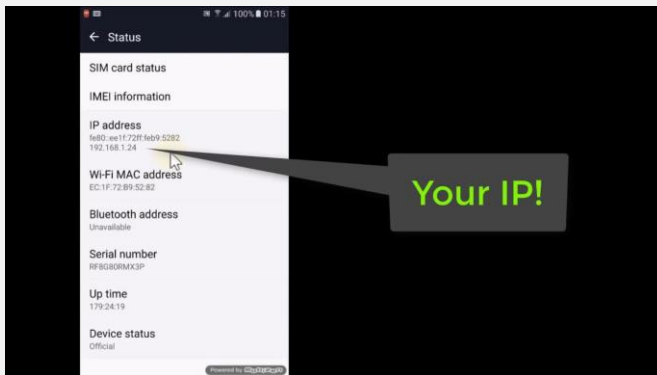 100% 01:15
Status
SIM card status
IMEI information
IP address
fe80::ee1f:72ff:feb9:5282
192.168.1.24
Wi-Fi MAC address
EC:1F:72:B9:52:82
Bluetooth address
Unavailable
Serial number
RF8G80RMX3P
Up time
179:24:19
Device status
Official
Your IP!
Powered by